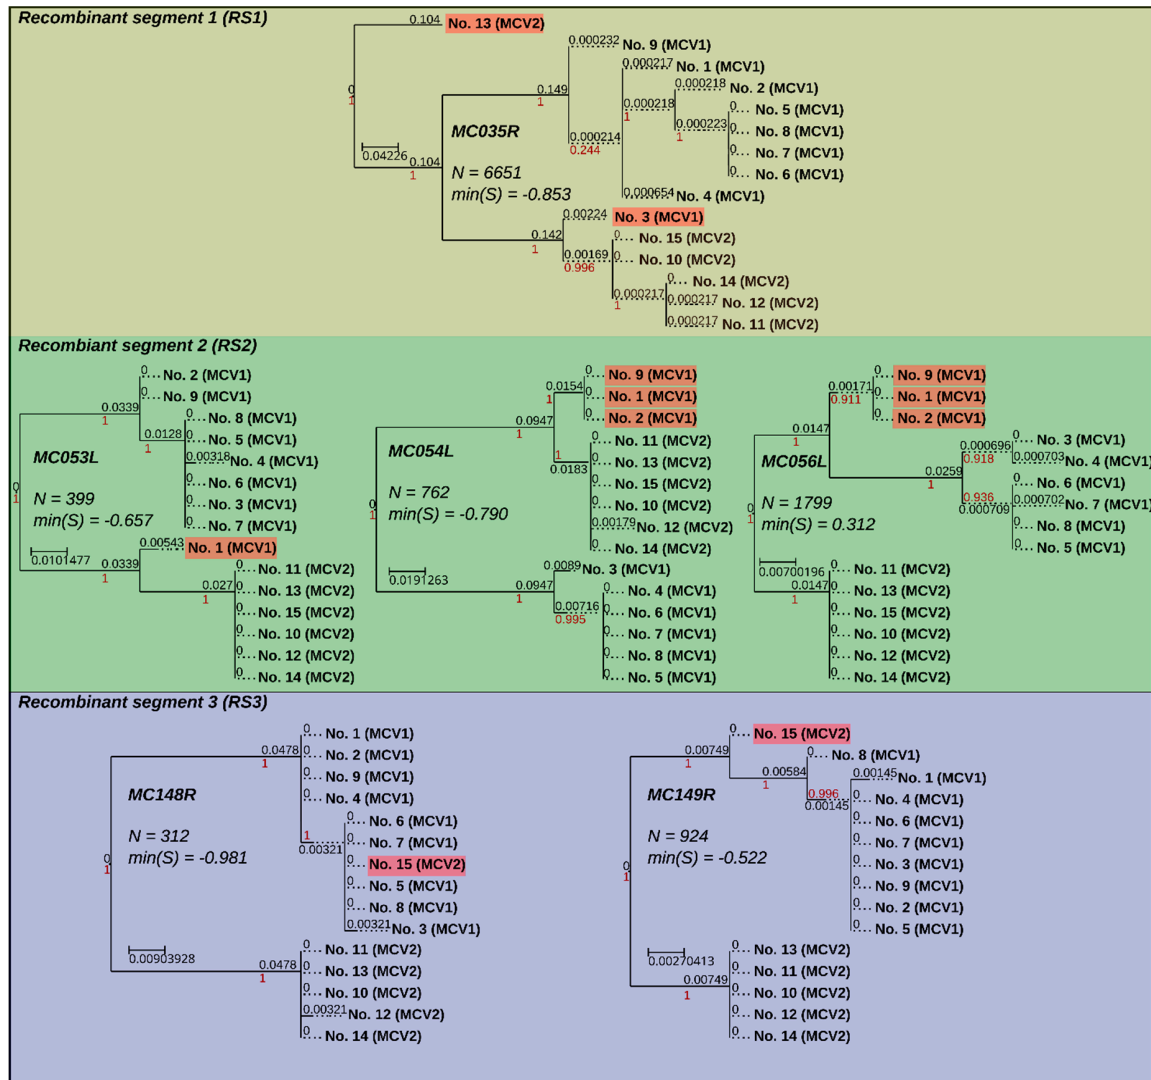 Recombinant segment 1 (RS1)
0.104
No. 13 (MCV2)
0.000232
No. 9 (MCV1)
0.000217
No. 1 (MCV1)
0
1
0.149
1
0.000218
1
0.000218
No. 2 (MCV1)
0
No. 5 (MCV1)
0.000223
1
0
No. 8 (MCV1)
0
No. 7 (MCV1)
0
No. 6 (MCV1)
0.000214
0.244
MC035R
0.04226
0.104
1
N = 6651
min(S) = -0.853
0.000654
No. 4 (MCV1)
0.00224
No. 3 (MCV1)
0.142
1
0
No. 15 (MCV2)
0.00169
0.996
0
No. 10 (MCV2)
0
No. 14 (MCV2)
0.000217
1
0.000217
No. 12 (MCV2)
0.000217
No. 11 (MCV2)
Recombiant segment 2 (RS2)
0
No. 2 (MCV1)
0
No. 9 (MCV1)
0.0339
1
0
No. 8 (MCV1)
0.0128
1
0
No. 5 (MCV1)
0.00318
No. 4 (MCV1)
0
No. 6 (MCV1)
0
No. 3 (MCV1)
0
No. 7 (MCV1)
MC053L
0
1
N = 399
min(S) = -0.657
0.0101477
0.00543
No. 1 (MCV1)
0.0339
1
0.027
1
0
No. 11 (MCV2)
0
No. 13 (MCV2)
0
No. 15 (MCV2)
0
No. 10 (MCV2)
0
No. 12 (MCV2)
0
No. 14 (MCV2)
0.0154
1
0
No. 9 (MCV1)
0
No. 1 (MCV1)
0
No. 2 (MCV1)
0.0947
1
1
0.0183
0
No. 11 (MCV2)
0
No. 13 (MCV2)
0
No. 15 (MCV2)
0
No. 10 (MCV2)
0.00179
No. 12 (MCV2)
0
No. 14 (MCV2)
MC054L
0
1
N = 762
min(S) = -0.790
0.0191263
0.0089
No. 3 (MCV1)
0.0947
1
0.00716
0.995
0
No. 4 (MCV1)
0
No. 6 (MCV1)
0
No. 7 (MCV1)
0
No. 8 (MCV1)
0
No. 5 (MCV1)
0.00171
0.911
0
No. 9 (MCV1)
0
No. 1 (MCV1)
0
No. 2 (MCV1)
0.0147
1
0.000696
0.918
0
No. 3 (MCV1)
0.000703
No. 4 (MCV1)
0.0259
1
0.936
0.000709
0
No. 6 (MCV1)
0.000702
No. 7 (MCV1)
0
No. 8 (MCV1)
0
No. 5 (MCV1)
MC056L
0
1
N = 1799
min(S) = 0.312
0.00700196
0.0147
1
0
No. 11 (MCV2)
0
No. 13 (MCV2)
0
No. 15 (MCV2)
0
No. 10 (MCV2)
0
No. 12 (MCV2)
0
No. 14 (MCV2)
Recombinant segment 3 (RS3)
0
No. 1 (MCV1)
0.0478
1
0
No. 2 (MCV1)
0
No. 9 (MCV1)
0
No. 4 (MCV1)
0
No. 6 (MCV1)
1
0.00321
0
No. 7 (MCV1)
0
No. 15 (MCV2)
0
No. 5 (MCV1)
0
No. 8 (MCV1)
0.00321
No. 3 (MCV1)
MC148R
N = 312
min(S) = -0.981
0
1
0.00903928
0.0478
1
0
No. 11 (MCV2)
0
No. 13 (MCV2)
0
No. 10 (MCV2)
0.00321
No. 12 (MCV2)
0
No. 14 (MCV2)
0.00749
1
0
No. 15 (MCV2)
0
No. 8 (MCV1)
0.00584
1
0.996
0.00145
0.00145
No. 1 (MCV1)
0
No. 4 (MCV1)
0
No. 6 (MCV1)
0
No. 7 (MCV1)
0
No. 3 (MCV1)
0
No. 9 (MCV1)
0
No. 2 (MCV1)
0
No. 5 (MCV1)
MC149R
N = 924
min(S) = -0.522
0
1
0.00270413
0.00749
1
0
No. 13 (MCV2)
0
No. 11 (MCV2)
0
No. 10 (MCV2)
0
No. 12 (MCV2)
0
No. 14 (MCV2)